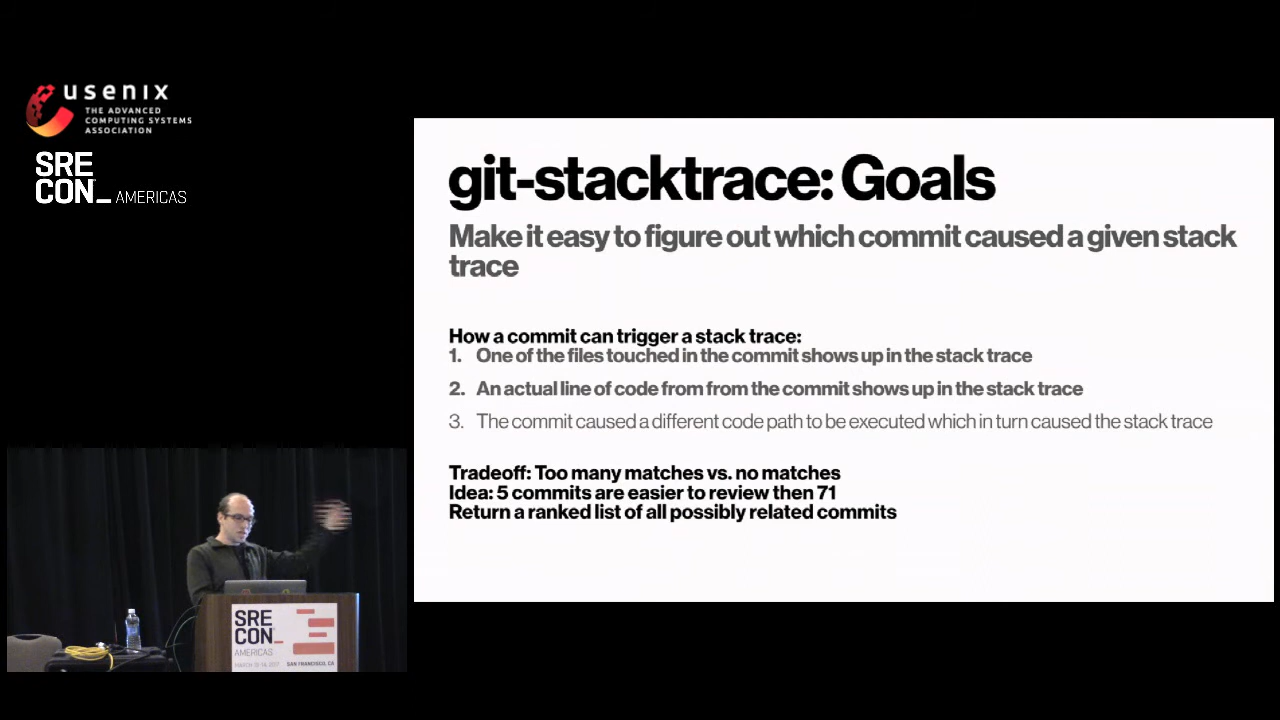 usenix
THE ADVANCED
COMPUTING SYSTEMS
ASSOCIATION
SRE
CON_ AMERICAS
git-stacktrace: Goals
Make it easy to figure out which commit caused a given stack
trace
How a commit can trigger a stack trace:
1. One of the files touched in the commit shows up in the stack trace
2. An actual line of code from from the commit shows up in the stack trace
3. The commit caused a different code path to be executed which in turn caused the stack trace
Tradeoff: Too many matches vs. no matches
Idea: 5 commits are easier to review then 71
Return a ranked list of all possibly related commits
SRE
CON_
AMERICAS
SAN FRANCISCO, CA